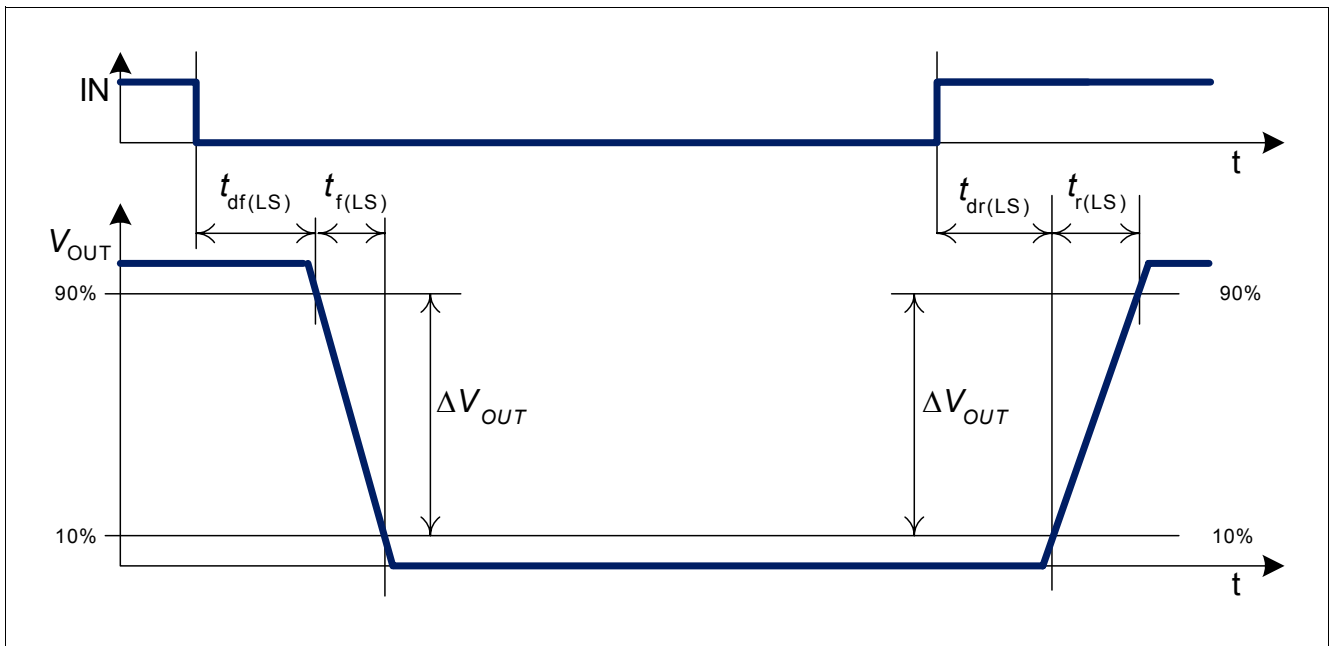 IN
t
tdf(LS) tf(LS) tdr(LS) tr(LS)
VOUT
90% 90%
ΔVOUT ΔVOUT
10% 10%
t